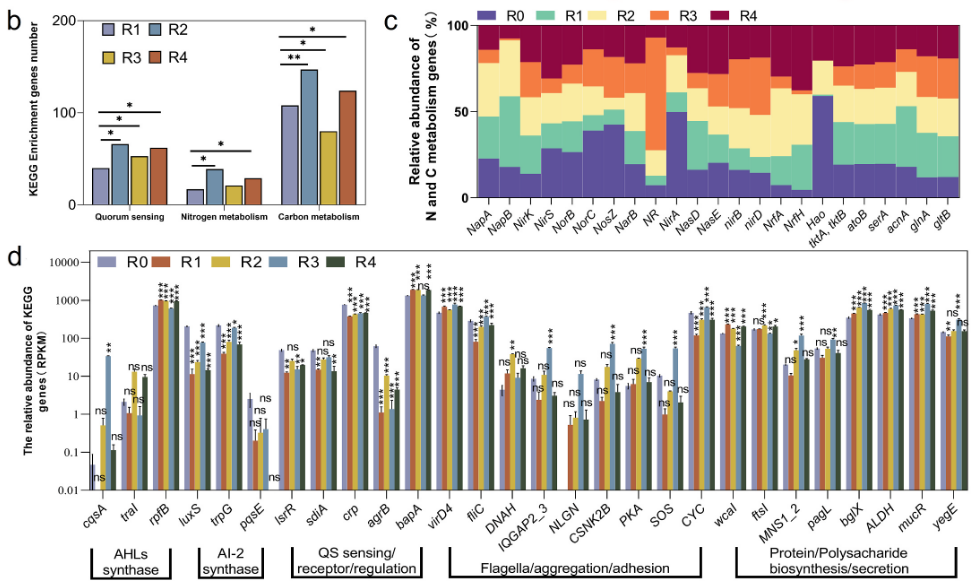 b
R1 R2
R3 R4
KEGG Enrichment genes number
200
100
0
*
*
*
*
*
**
*
*
Quorum sensing Nitrogen metabolism Carbon metabolism
c
R0 R1 R2 R3 R4
Relative abundance of
N and C metabolism genes (%)
100
50
0
NapA NapB NirK NirS NorB NorC NosZ NarB NR NirA NasD NasE nirB nirD NrfA NrfH Hao tktA, tktB atoB serA acnA glnA gltB
d
R0 R1 R2 R3 R4
The relative abundance of KEGG
genes (RPKM)
10000
1000
100
10
1
0.1
0.01
cqsA traI rpfB luxS trpG pqsE lsrR sdiA crp agrB bapA virD4 fliC DNAH IQGAP2_3 NLGN CSNK2B PKA SOS CYC wcaI ftsI MNS1_2 pagL bglX ALDH mucR yegE
AHLs
synthase
AI-2
synthase
QS sensing/
receptor/regulation
Flagella/aggregation/adhesion
Protein/Polysacharide
biosynthesis/secretion